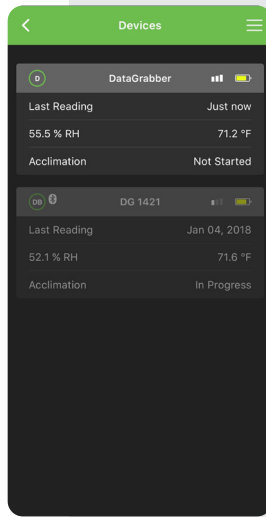 Devices
D DataGrabber
Last Reading Just now
55.5 % RH 71.2 °F
Acclimation Not Started
DB DG 1421
Last Reading Jan 04, 2018
52.1 % RH 71.6 °F
Acclimation In Progress